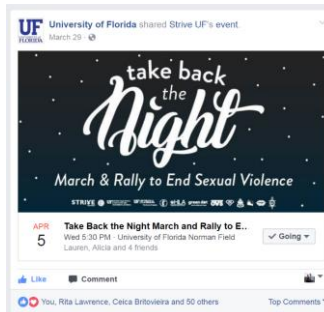 UF
UNIVERSITY of
FLORIDA
University of Florida shared Strive UF's event
March 29
take back
the
Night
March & Rally to End Sexual Violence
STRIVE
APR
5
Take Back the Night March and Rally to E..
Wed 5:30 PM · University of Florida Norman Field
Lauren, Alicia and 4 friends
Going
Like
Comment
You, Rita Lawrence, Ceica Britovieira and 50 others
Top Comments